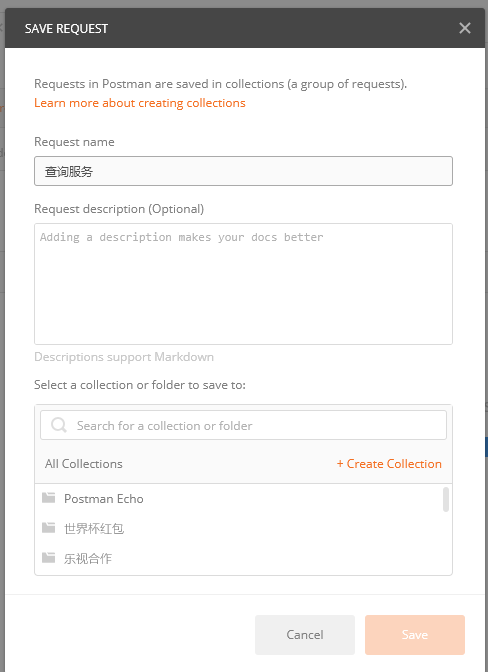 SAVE REQUEST
Requests in Postman are saved in collections (a group of requests).
Learn more about creating collections
Request name
查询服务
Request description (Optional)
Adding a description makes your docs better
Descriptions support Markdown
Select a collection or folder to save to:
Search for a collection or folder
All Collections + Create Collection
Postman Echo
世界杯红包
乐视合作
Cancel Save